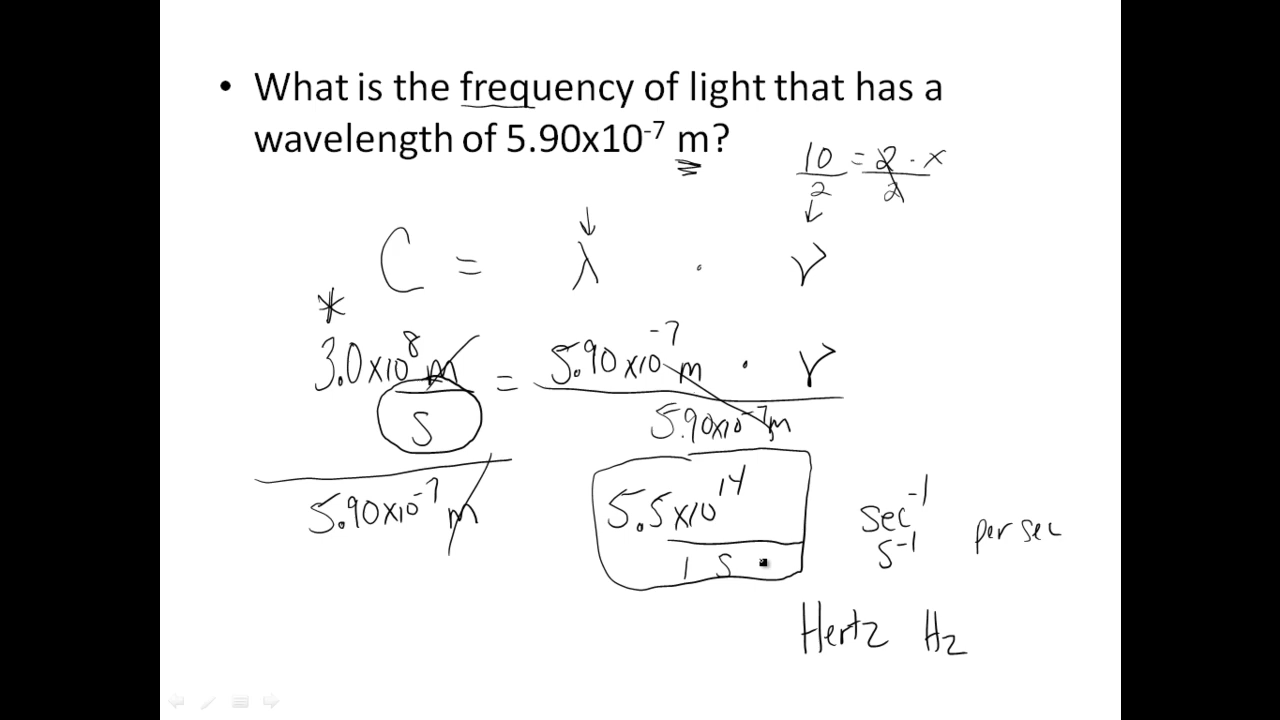 • What is the frequency of light that has a
wavelength of 5.90x10⁻⁷ m?
10 = 2 · x
2 2
C = λ · ν
*
3.0x10⁸ m = 5.90x10⁻⁷ m · ν
s 5.90x10⁻⁷ m
5.90x10⁻⁷ m
5.5x10¹⁴
1 s
sec⁻¹
s⁻¹
per sec
Hertz Hz